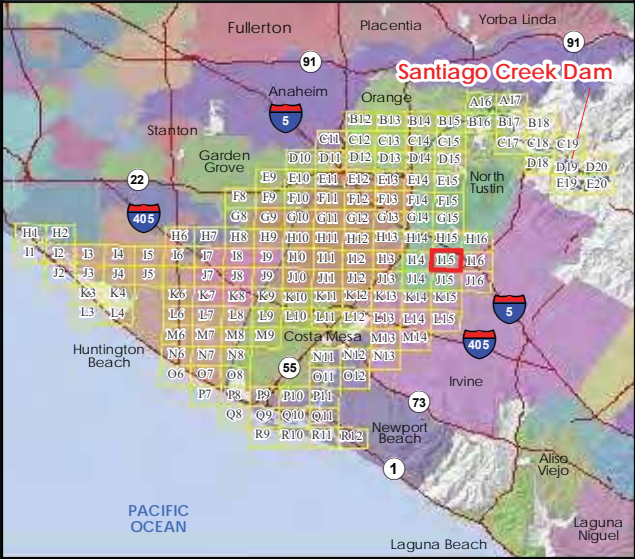 Fullerton
Placentia
Yorba Linda
91
91
Santiago Creek Dam
Anaheim
Orange
A16 A17
5
B12 B13 B14 B15 B16 B17 B18
Stanton
C11 C12 C13 C14 C15 C17 C18 C19
Garden
Grove
D10 D11 D12 D13 D14 D15 D18 D19 D20
22
E9 E10 E11 E12 E13 E14 E15 E19 E20
North
Tustin
F8 F9 F10 F11 F12 F13 F14 F15
405
G8 G9 G10 G11 G12 G13 G14 G15
H1 H2 H6 H7 H8 H9 H10 H11 H12 H13 H14 H15 H16
I1 I2 I3 I4 I5 I6 I7 I8 I9 I10 I11 I12 I13 I14 I15 I16
J2 J3 J4 J5 J7 J8 J9 J10 J11 J12 J13 J14 J15 J16
K3 K4 K6 K7 K8 K9 K10 K11 K12 K13 K14 K15
5
L3 L4 L6 L7 L8 L9 L10 L11 L12 L13 L14 L15
M6 M7 M8 M9 Costa Mesa M13 M14
405
Huntington
Beach
N6 N7 N8 N11 N12 N13
55
O6 O7 O8 O11 O12
Irvine
P7 P8 P9 P10 P11
73
Q8 Q9 Q10 Q11
Newport
Beach
R9 R10 R11 R12
1
Aliso
Viejo
PACIFIC
OCEAN
Laguna
Niguel
Laguna Beach